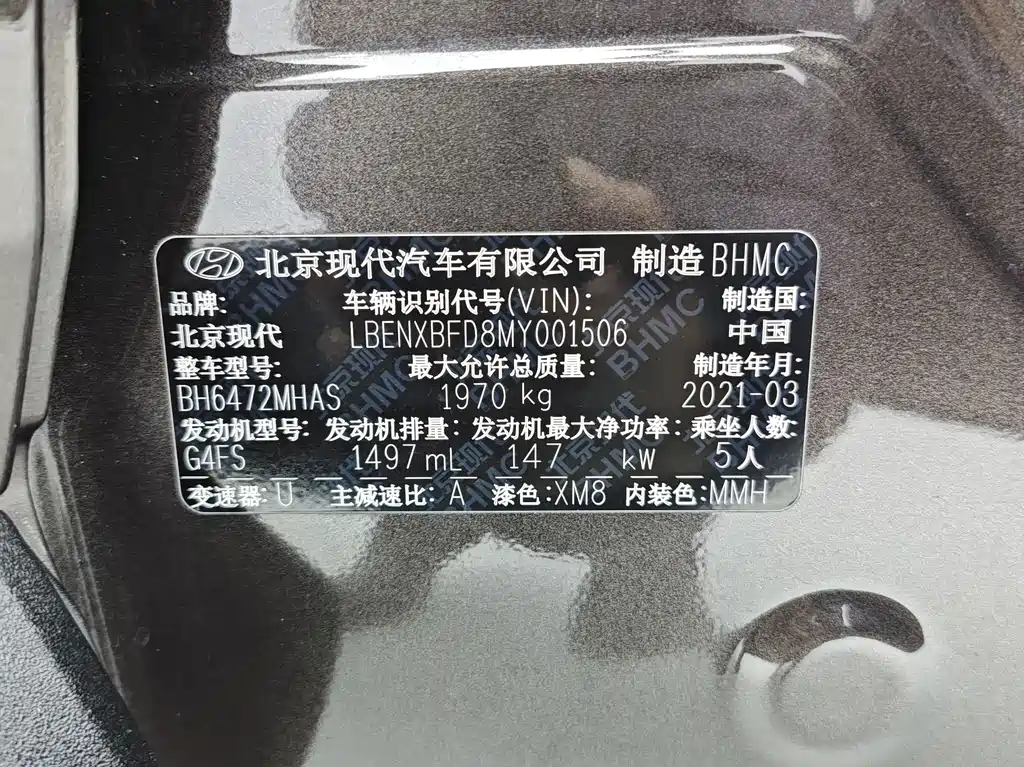 北京现代汽车有限公司 制造 BHMC
品牌: 车辆识别代号(VIN): 制造国:
北京现代 LBENXBFD8MY001506 中国
整车型号: 最大允许总质量: 制造年月:
BH6472MHAS 1970 kg 2021-03
发动机型号: 发动机排量: 发动机最大净功率: 乘坐人数:
G4FS 1497 mL 147 kW 5人
变速器: U 主减速比: A 漆色:XM8 内装色:MMH